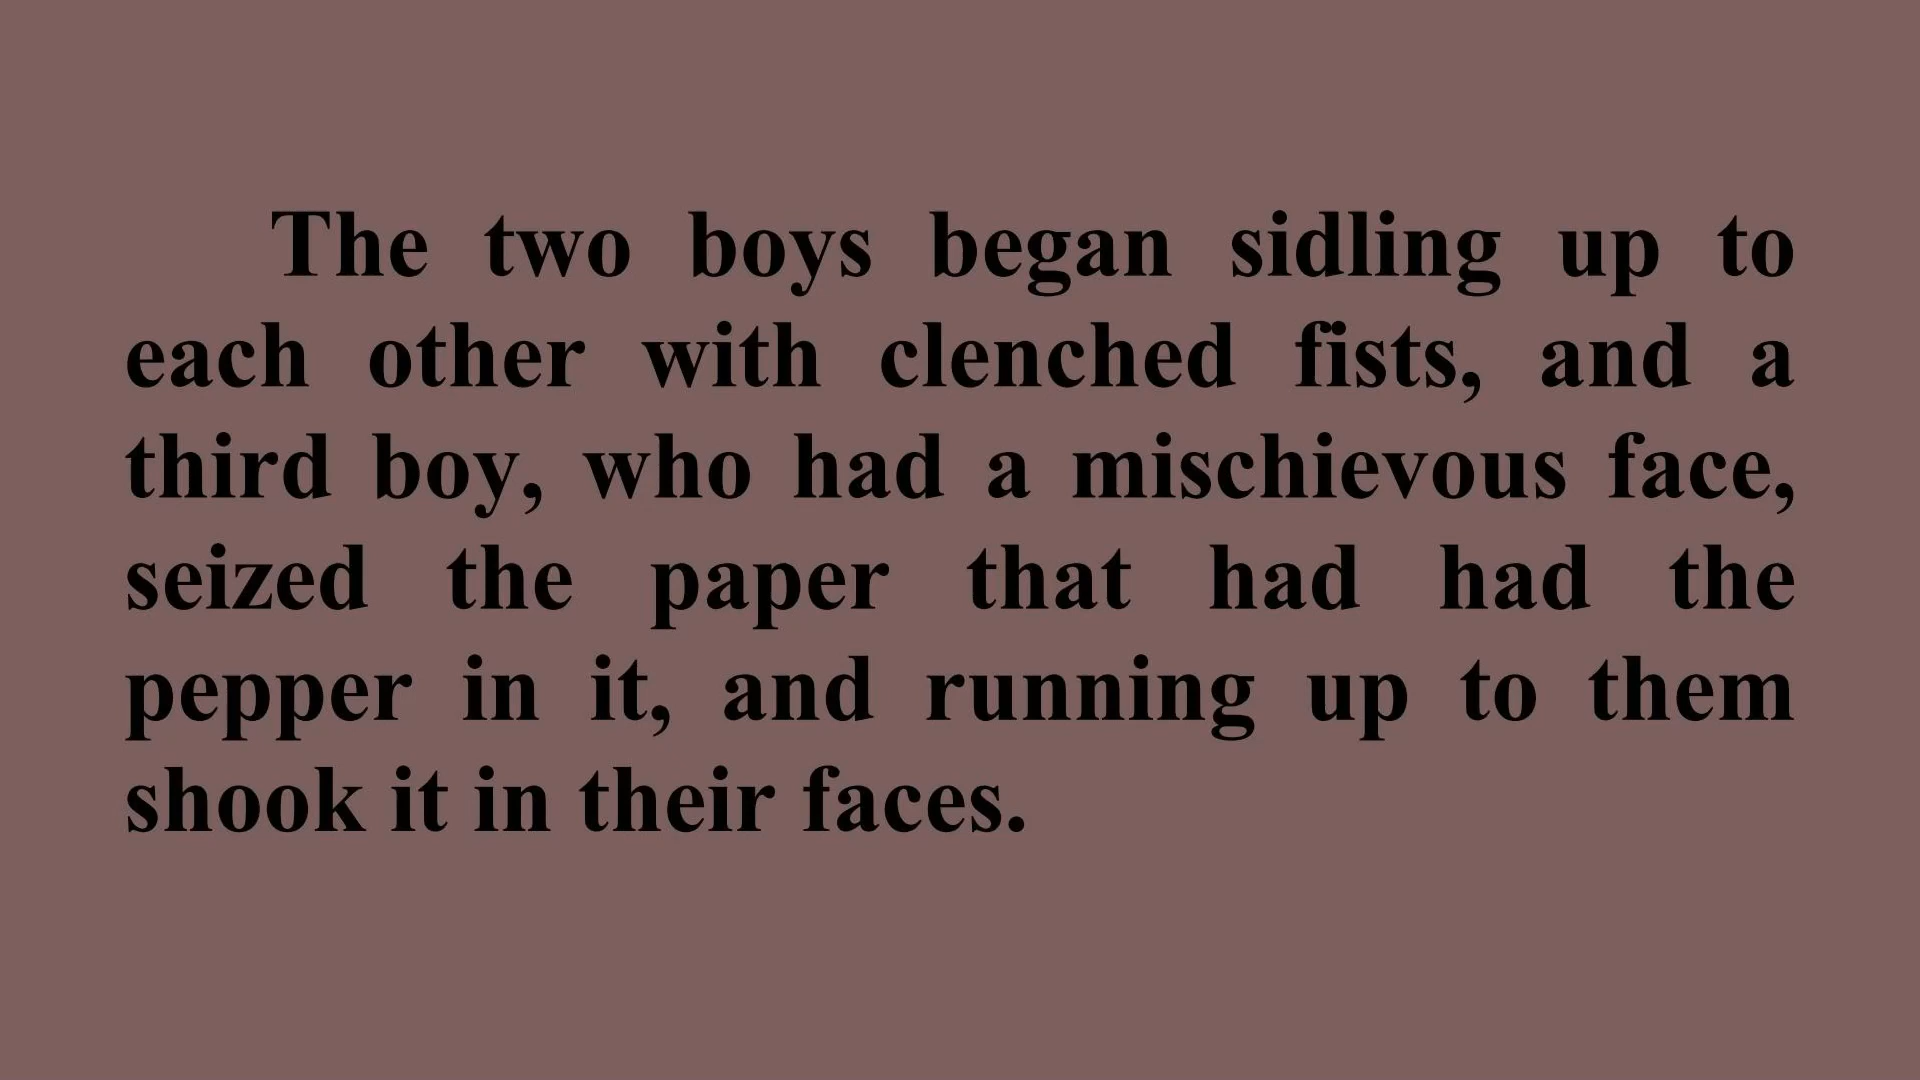 The two boys began sidling up to
each other with clenched fists, and a
third boy, who had a mischievous face,
seized the paper that had had the
pepper in it, and running up to them
shook it in their faces.